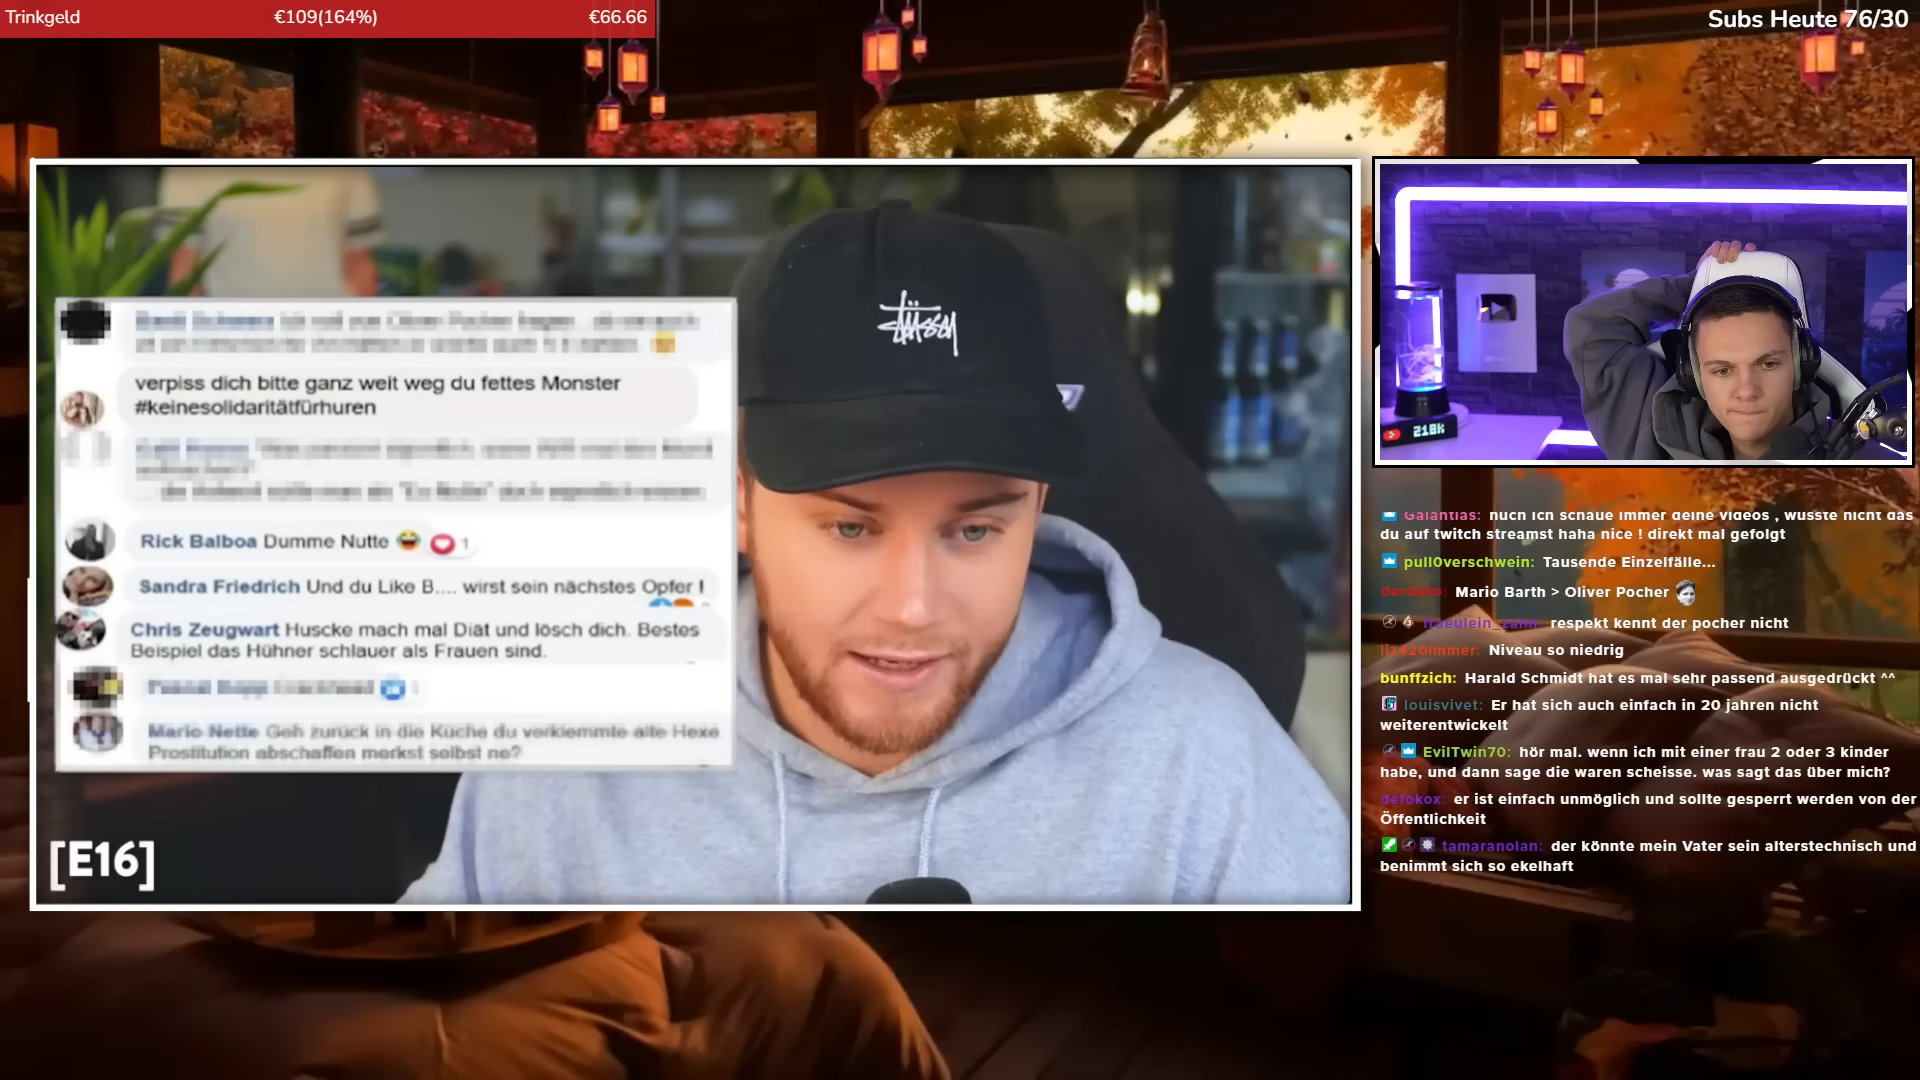 Trinkgeld €109(164%) €66.66
Subs Heute 76/30
STÜSSY
verpiss dich bitte ganz weit weg du fettes Monster
#keinesolidaritätfürhuren
Rick Balboa Dumme Nutte 😂 1
Sandra Friedrich Und du Like B.... wirst sein nächstes Opfer !
Chris Zeugwart Huscke mach mal Diät und lösch dich. Bestes
Beispiel das Hühner schlauer als Frauen sind.
Mario Nette Geh zurück in die Küche du verklemmte alte Hexe
Prostitution abschaffen merkst selbst ne?
[E16]
218k
Galantias: huch ich schaue immer deine videos , wusste nicht das
du auf twitch streamst haha nice ! direkt mal gefolgt
pull0verschwein: Tausende Einzelfälle...
derdako: Mario Barth > Oliver Pocher
fraeulein_zahn: respekt kennt der pocher nicht
liz420immer: Niveau so niedrig
bunffzich: Harald Schmidt hat es mal sehr passend ausgedrückt ^^
louisvivet: Er hat sich auch einfach in 20 jahren nicht
weiterentwickelt
EvilTwin70: hör mal. wenn ich mit einer frau 2 oder 3 kinder
habe, und dann sage die waren scheisse. was sagt das über mich?
defokox: er ist einfach unmöglich und sollte gesperrt werden von der
Öffentlichkeit
tamaranolan: der könnte mein Vater sein alterstechnisch und
benimmt sich so ekelhaft